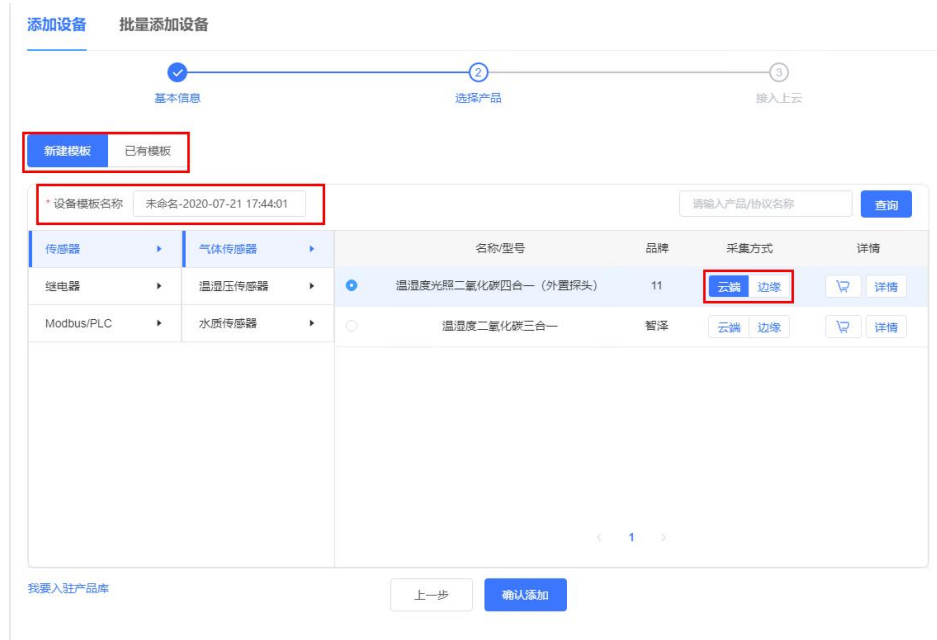 添加设备 批量添加设备
2 3
基本信息 选择产品 接入上云
新建模板 已有模板
* 设备模板名称 未命名-2020-07-21 17:44:01 请输入产品/协议名称 查询
传感器 气体传感器 名称/型号 品牌 采集方式 详情
继电器 温湿压传感器 温湿度光照二氧化碳四合一（外置探头） 11 云端 边缘 详情
Modbus/PLC 水质传感器 温湿度二氧化碳三合一 智泽 云端 边缘 详情
< 1 >
我要入驻产品库 上一步 确认添加